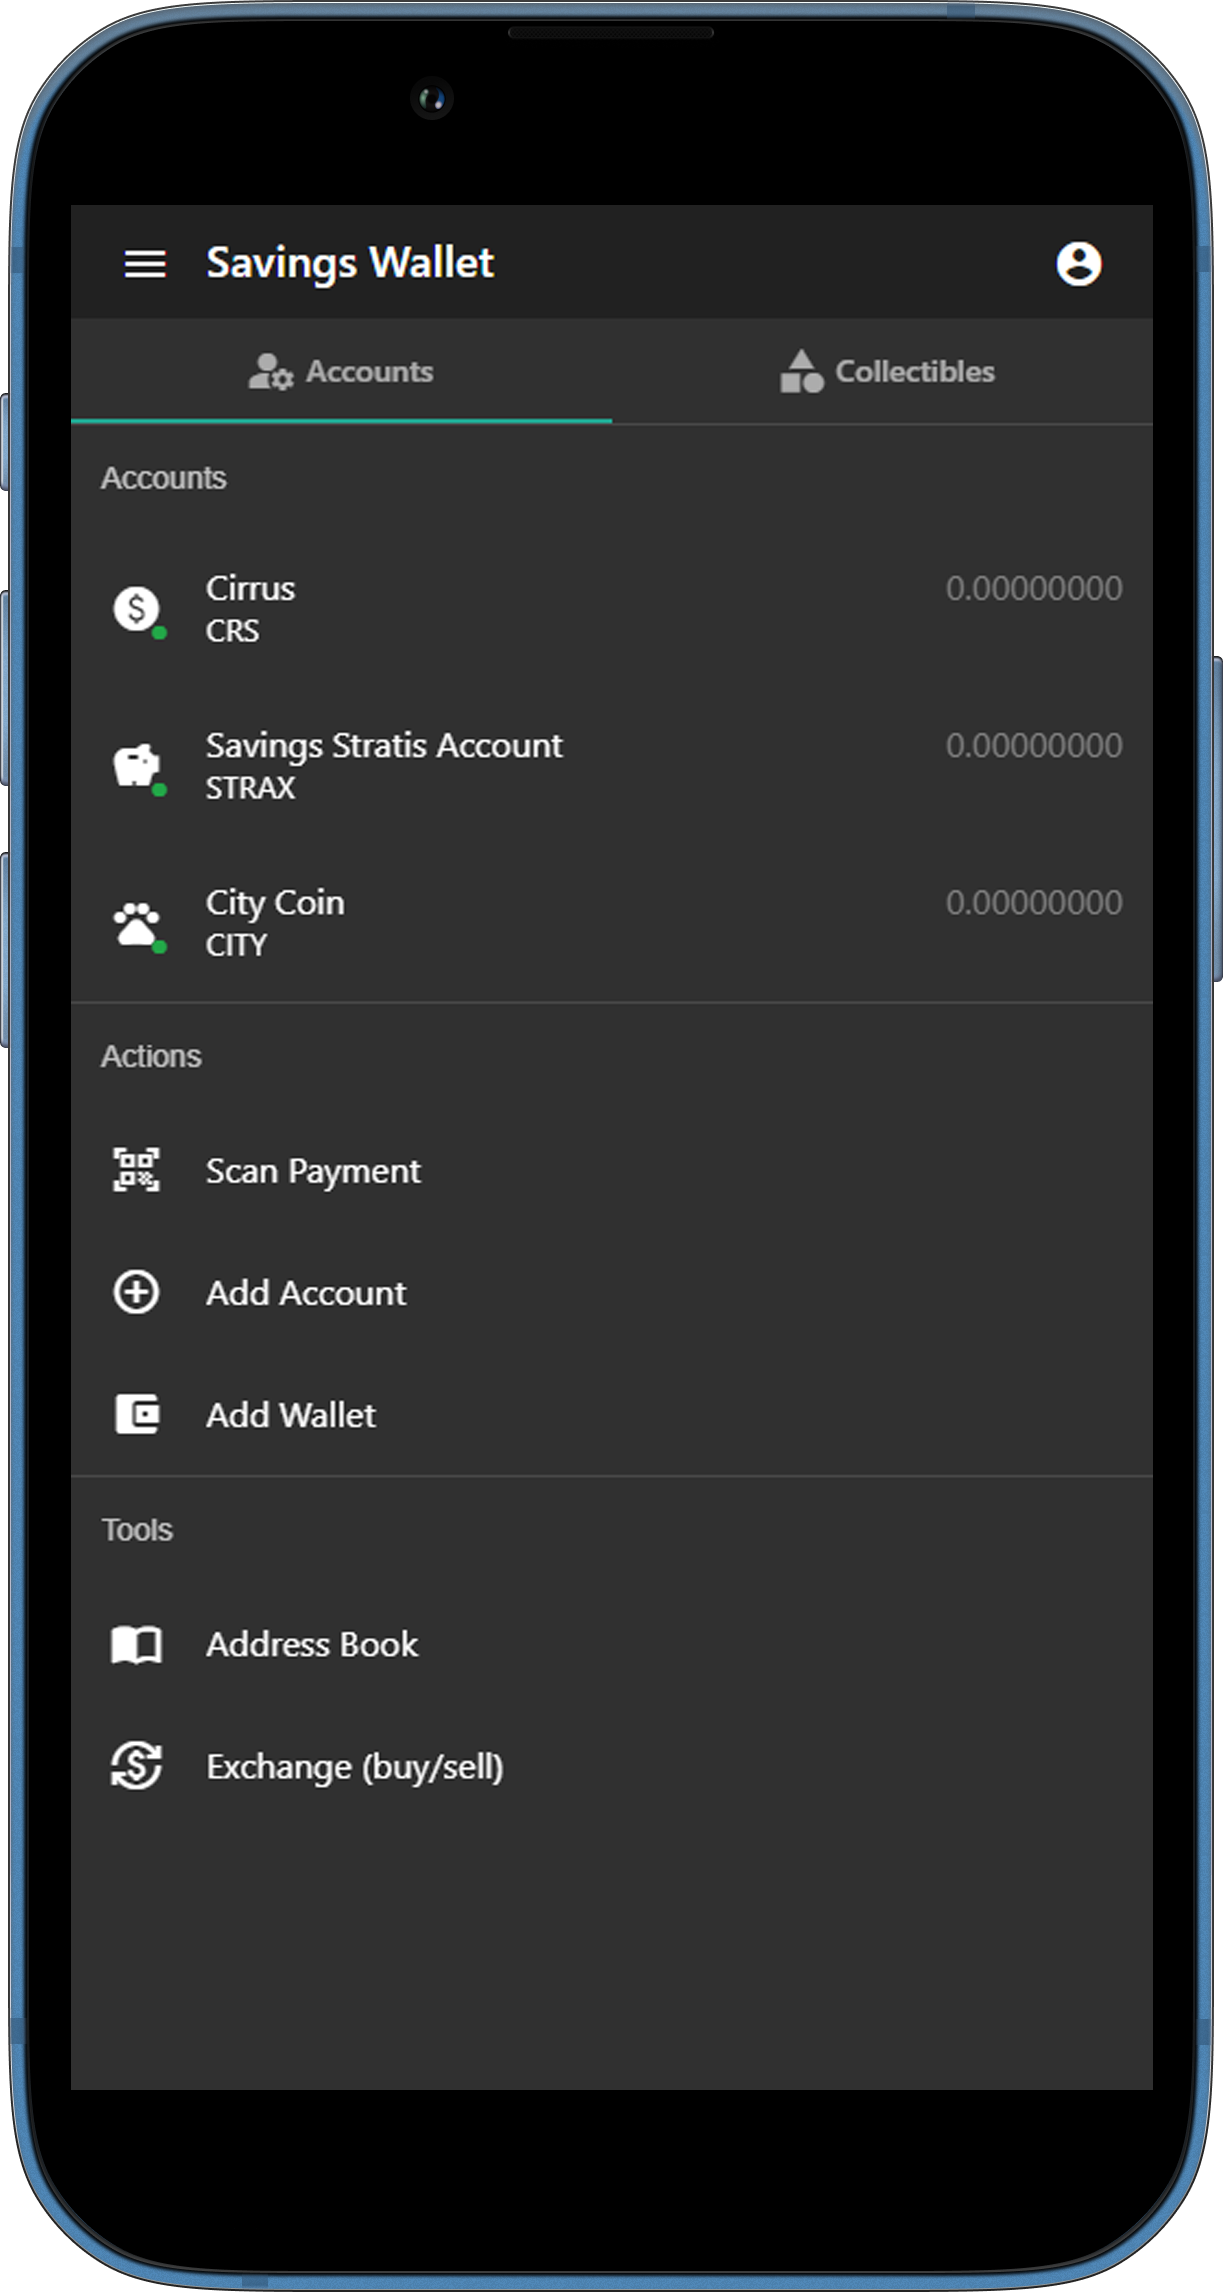 Savings Wallet
Accounts
Collectibles
Accounts
Cirrus
0.00000000
CRS
Savings Stratis Account
0.00000000
STRAX
City Coin
0.00000000
CITY
Actions
Scan Payment
Add Account
Add Wallet
Tools
Address Book
Exchange (buy/sell)